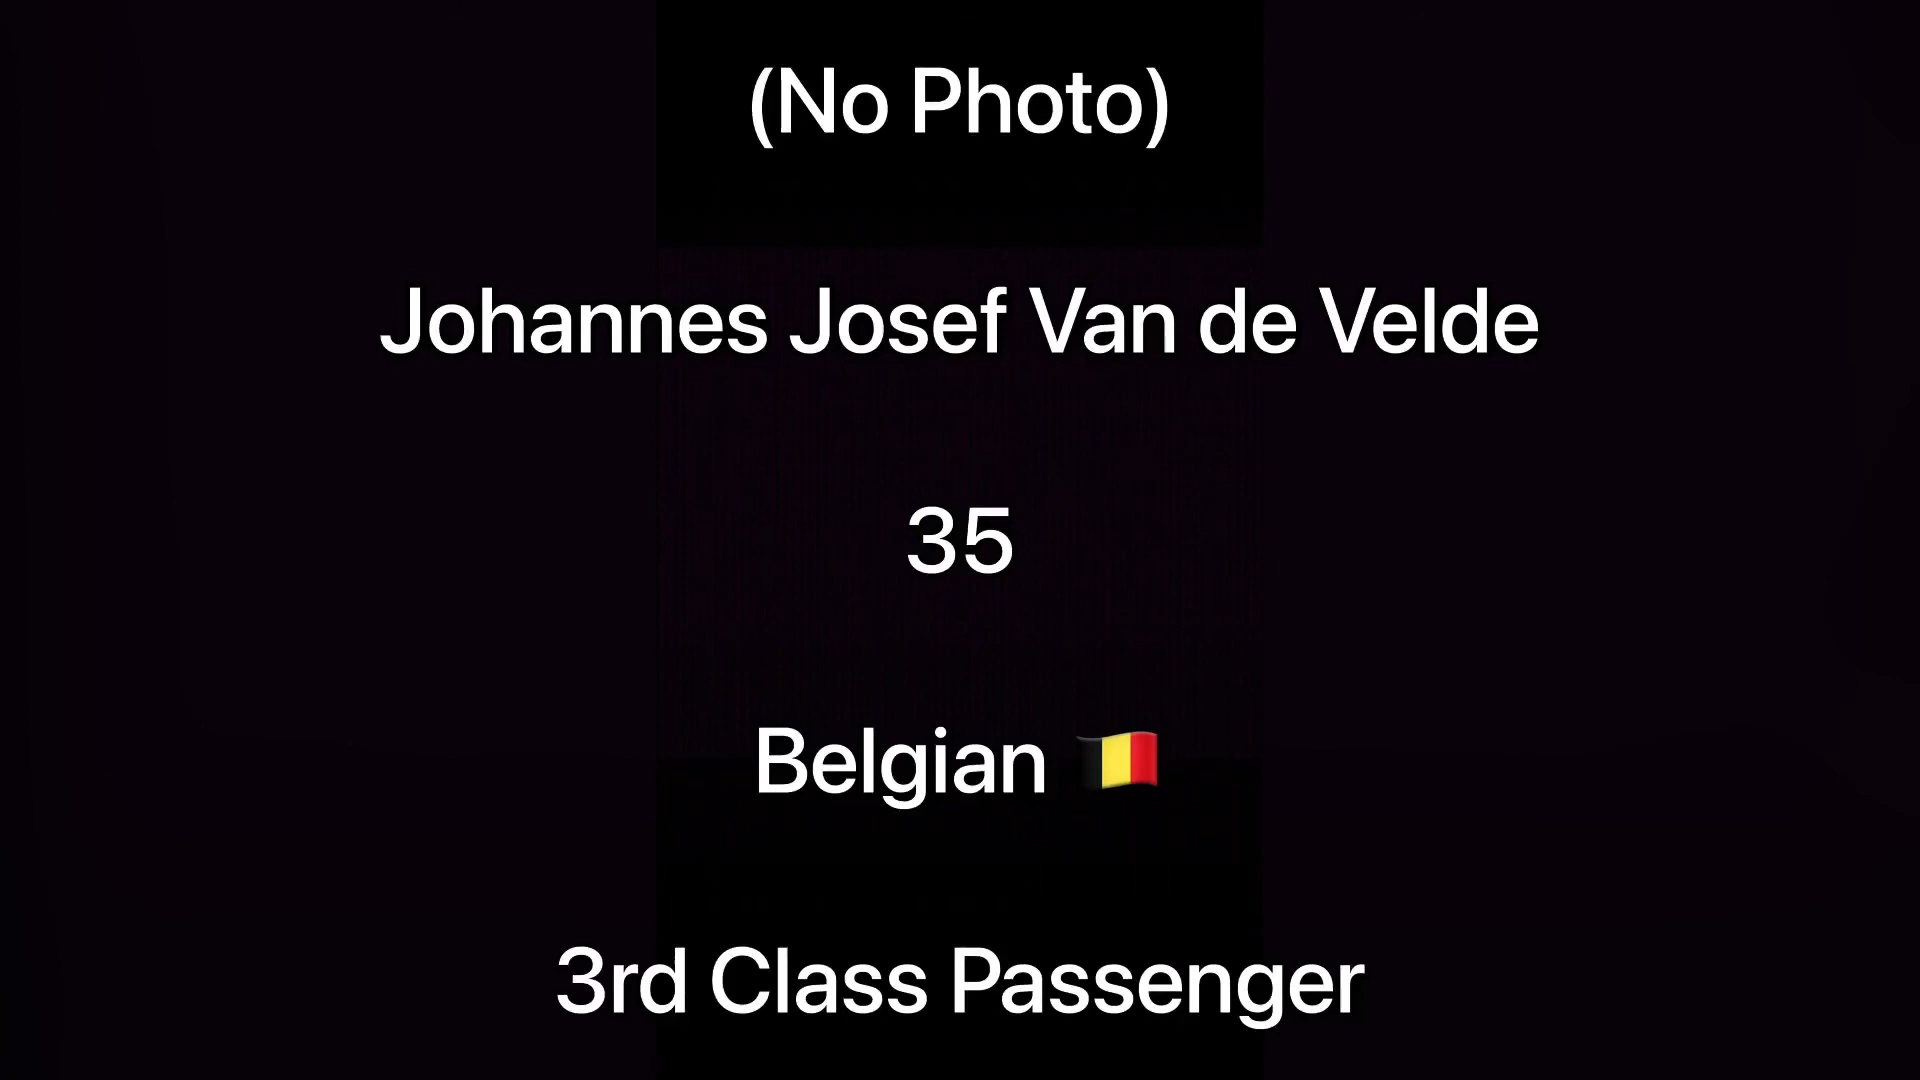 (No Photo)
Johannes Josef Van de Velde
35
Belgian 🇧🇪
3rd Class Passenger